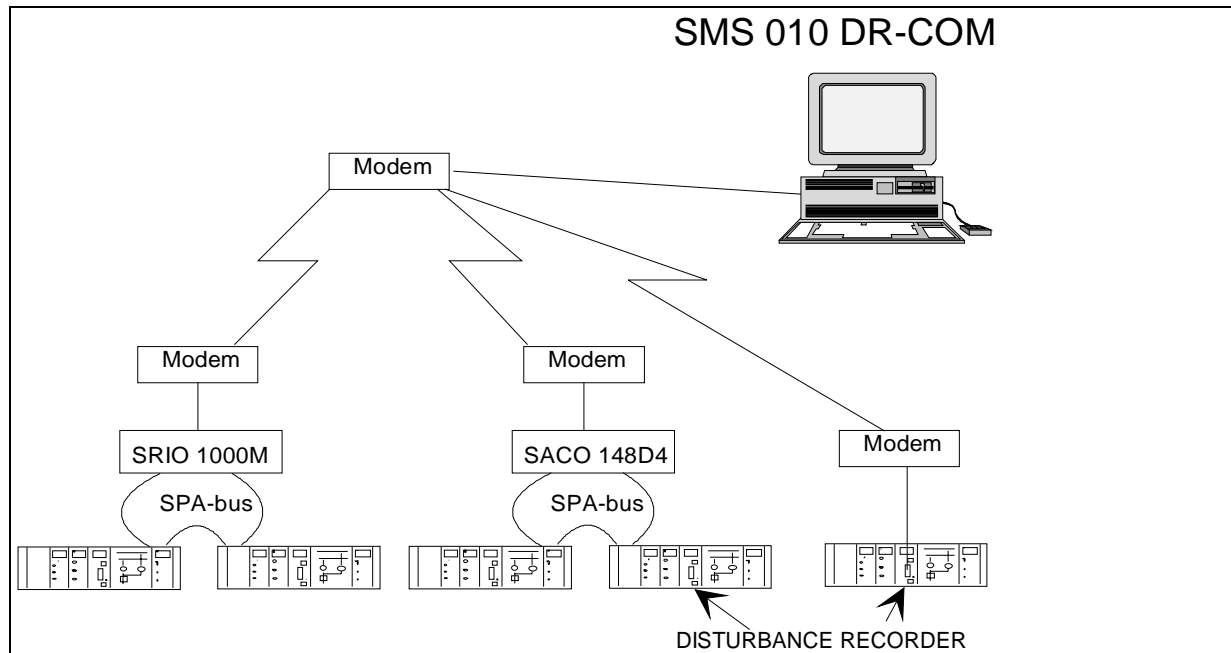 SMS 010 DR-COM
Modem
Modem
Modem
SRIO 1000M
SACO 148D4
Modem
SPA-bus
SPA-bus
DISTURBANCE RECORDER